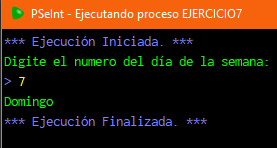 PSeInt - Ejecutando proceso EJERCICIO7
*** Ejecución Iniciada. ***
Digite el numero del día de la semana:
> 7
Domingo
*** Ejecución Finalizada. ***